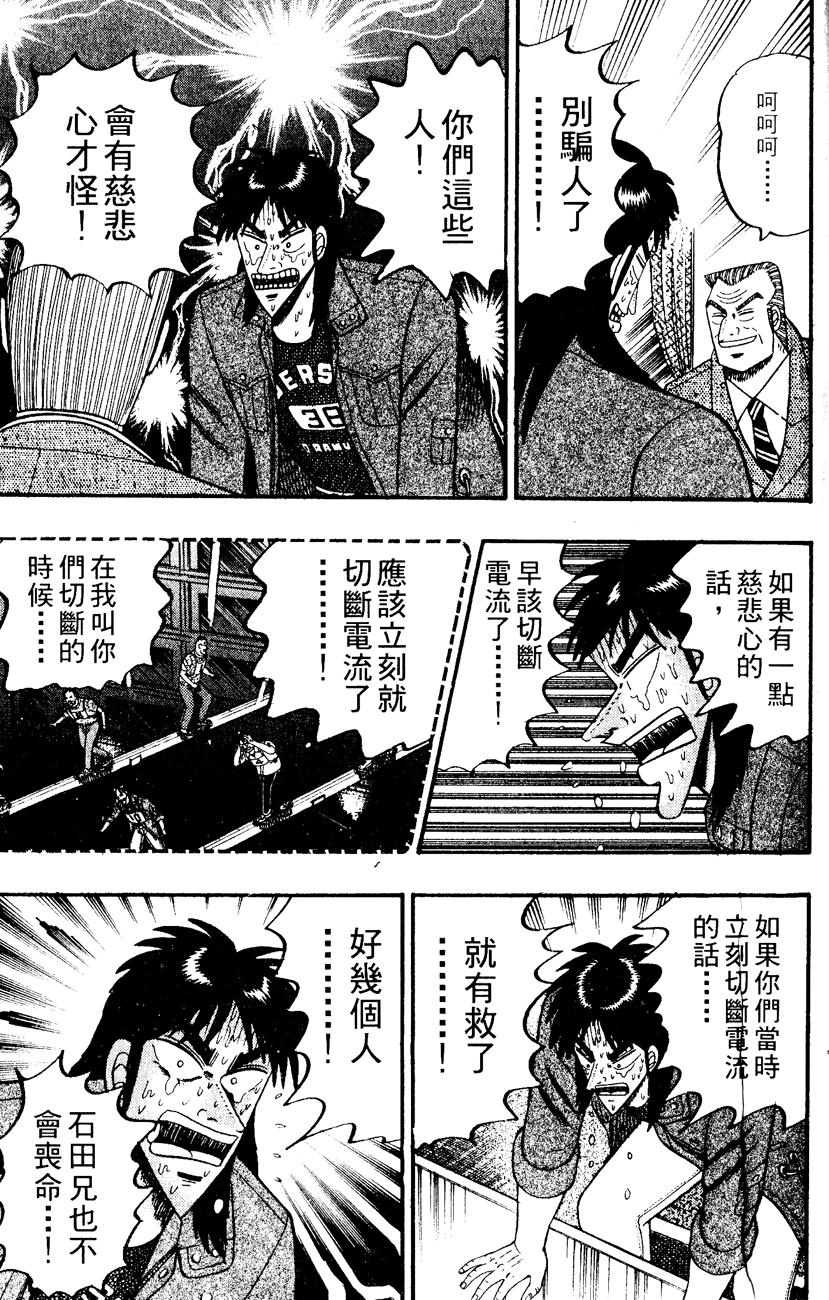 呵呵呵……
別騙人了
………！
你們這些
人！
會有慈悲
心才怪！
JERS
38
如果有一點
慈悲心的
話，
早該切斷
電流了……！
應該立刻就
切斷電流了
………！
在我叫你
們切斷的
時候……
如果你們當時
立刻切斷電流
的話……
就有救了
………！
好幾個人
………！
石田兄也不
會喪命…！